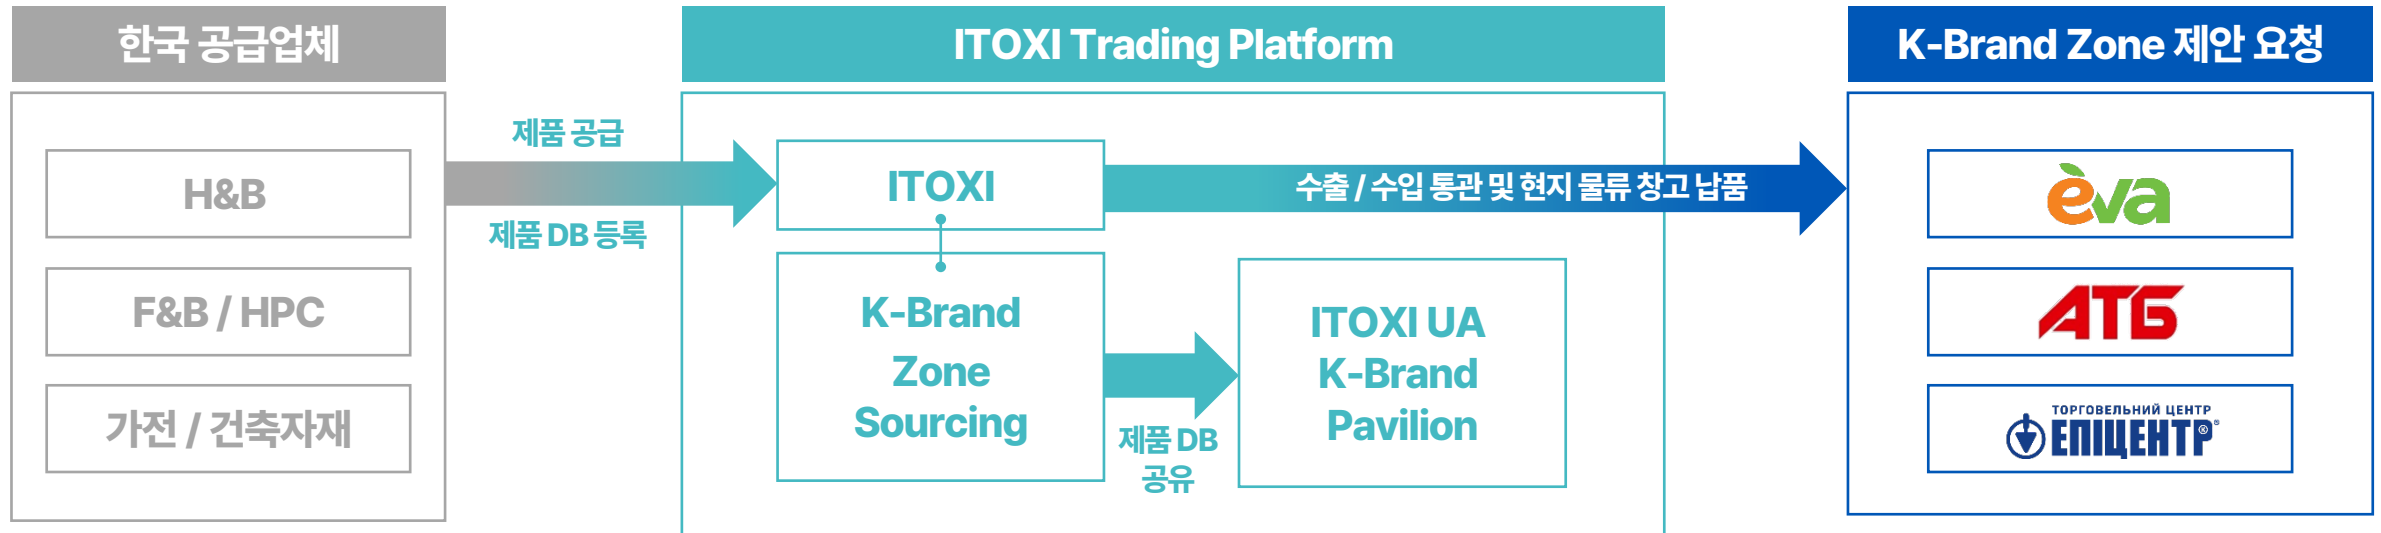 한국 공급업체
H&B
F&B / HPC
가전 / 건축자재
제품 공급
제품 DB 등록
ITOXI Trading Platform
ITOXI
K-Brand
Zone
Sourcing
제품 DB
공유
ITOXI UA
K-Brand
Pavilion
수출 / 수입 통관 및 현지 물류 창고 납품
K-Brand Zone 제안 요청
èva
АТБ
ТОРГОВЕЛЬНИЙ ЦЕНТР
ЕПІЦЕНТР®